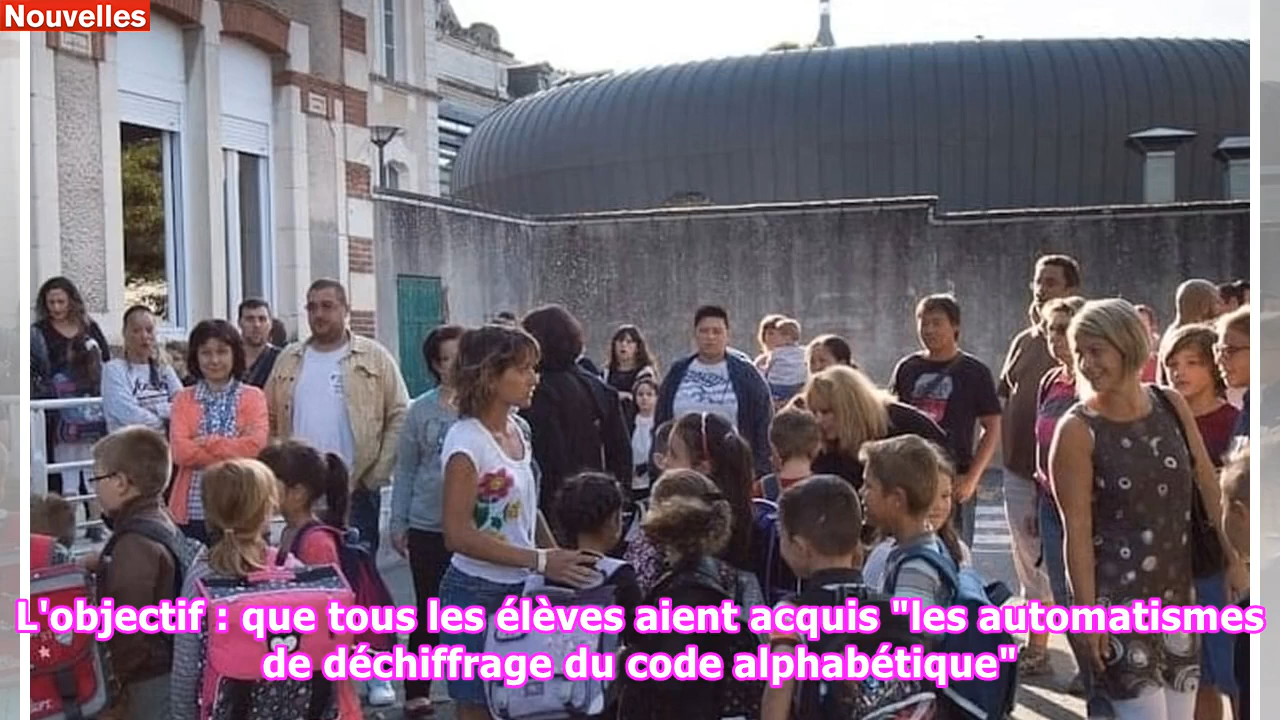 Nouvelles
L'objectif : que tous les élèves aient acquis "les automatismes
de déchiffrage du code alphabétique"